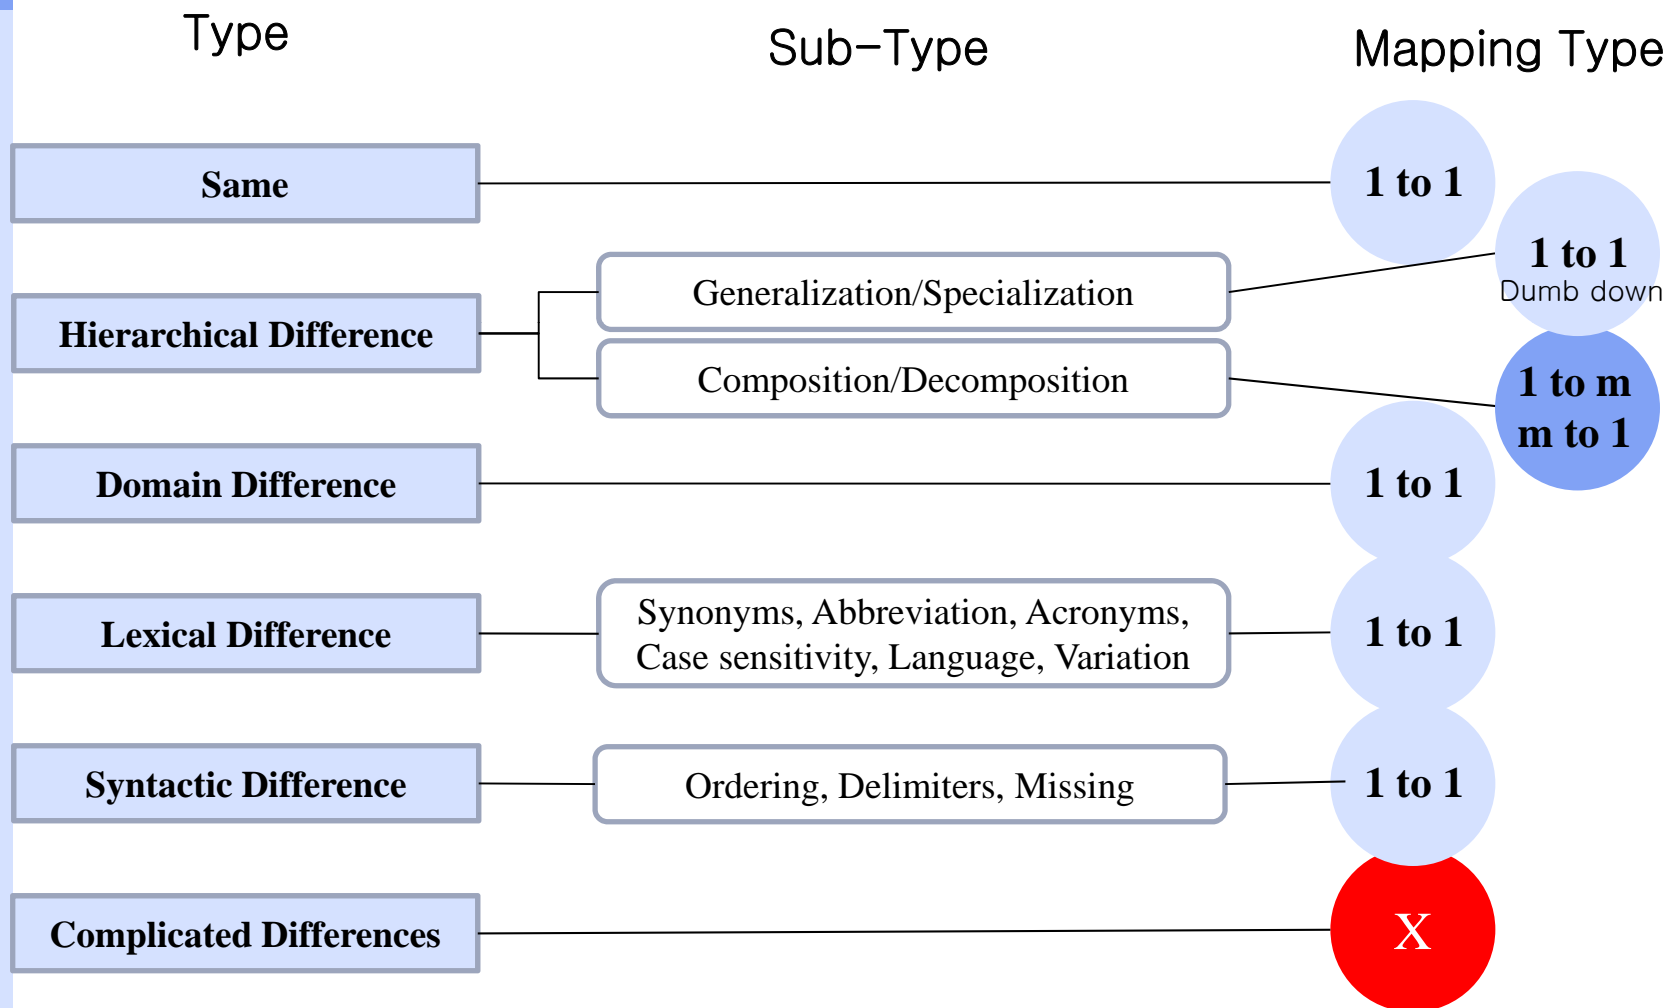 Type
Sub-Type
Mapping Type
Same
1 to 1
Hierarchical Difference
Generalization/Specialization
1 to 1
Dumb down
Composition/Decomposition
1 to m
m to 1
Domain Difference
1 to 1
Lexical Difference
Synonyms, Abbreviation, Acronyms,
Case sensitivity, Language, Variation
1 to 1
Syntactic Difference
Ordering, Delimiters, Missing
1 to 1
Complicated Differences
X